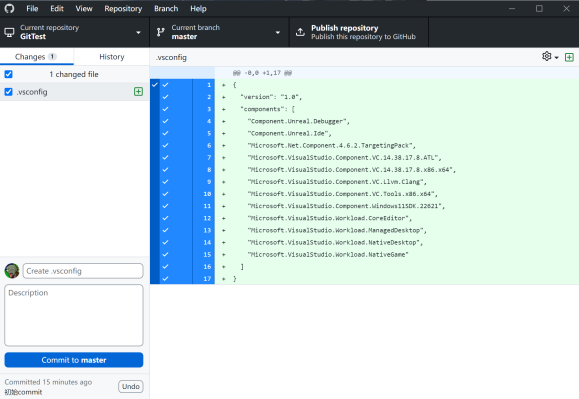 File Edit View Repository Branch Help
Current repository
GitTest
Current branch
master
Publish repository
Publish this repository to GitHub
Changes 1
History
1 changed file
.vsconfig
Create .vsconfig
Description
Commit to master
Committed 15 minutes ago
初始commit
Undo
.vsconfig
@@ -0,0 +1,17 @@
1 + {
2 + "version": "1.0",
3 + "components": [
4 + "Component.Unreal.Debugger",
5 + "Component.Unreal.Ide",
6 + "Microsoft.Net.Component.4.6.2.TargetingPack",
7 + "Microsoft.VisualStudio.Component.VC.14.38.17.8.ATL",
8 + "Microsoft.VisualStudio.Component.VC.14.38.17.8.x86.x64",
9 + "Microsoft.VisualStudio.Component.VC.Llvm.Clang",
10 + "Microsoft.VisualStudio.Component.VC.Tools.x86.x64",
11 + "Microsoft.VisualStudio.Component.Windows11SDK.22621",
12 + "Microsoft.VisualStudio.Workload.CoreEditor",
13 + "Microsoft.VisualStudio.Workload.ManagedDesktop",
14 + "Microsoft.VisualStudio.Workload.NativeDesktop",
15 + "Microsoft.VisualStudio.Workload.NativeGame"
16 + ]
17 + }